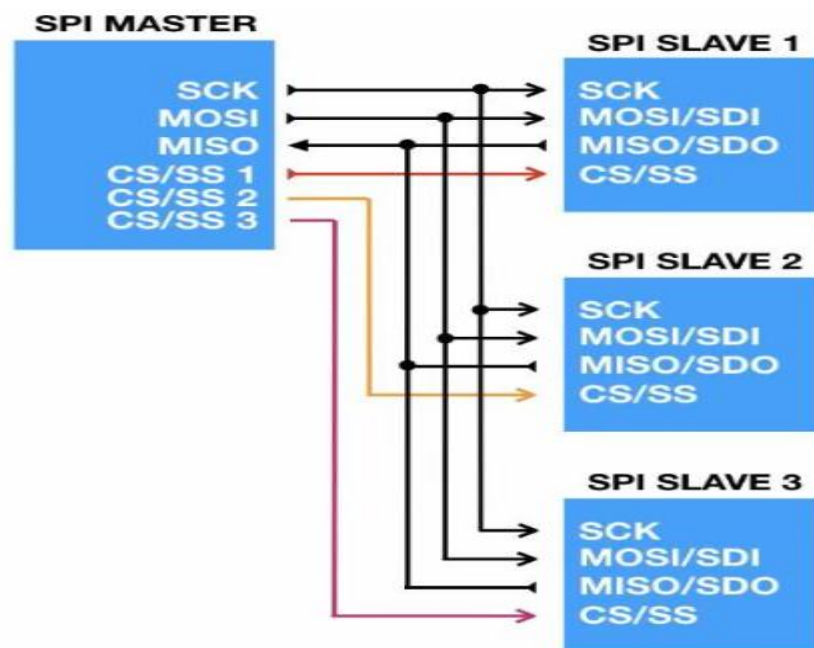 SPI MASTER
SCK
MOSI
MISO
CS/SS 1
CS/SS 2
CS/SS 3
SPI SLAVE 1
SCK
MOSI/SDI
MISO/SDO
CS/SS
SPI SLAVE 2
SCK
MOSI/SDI
MISO/SDO
CS/SS
SPI SLAVE 3
SCK
MOSI/SDI
MISO/SDO
CS/SS